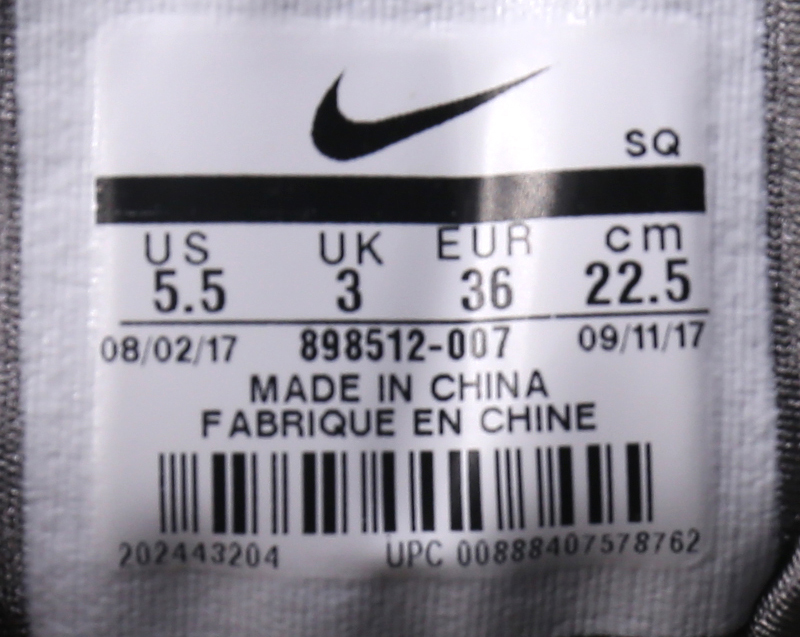 SQ
US UK EUR cm
5.5 3 36 22.5
08/02/17 898512-007 09/11/17
MADE IN CHINA
FABRIQUE EN CHINE
202443204 UPC 00888407578762